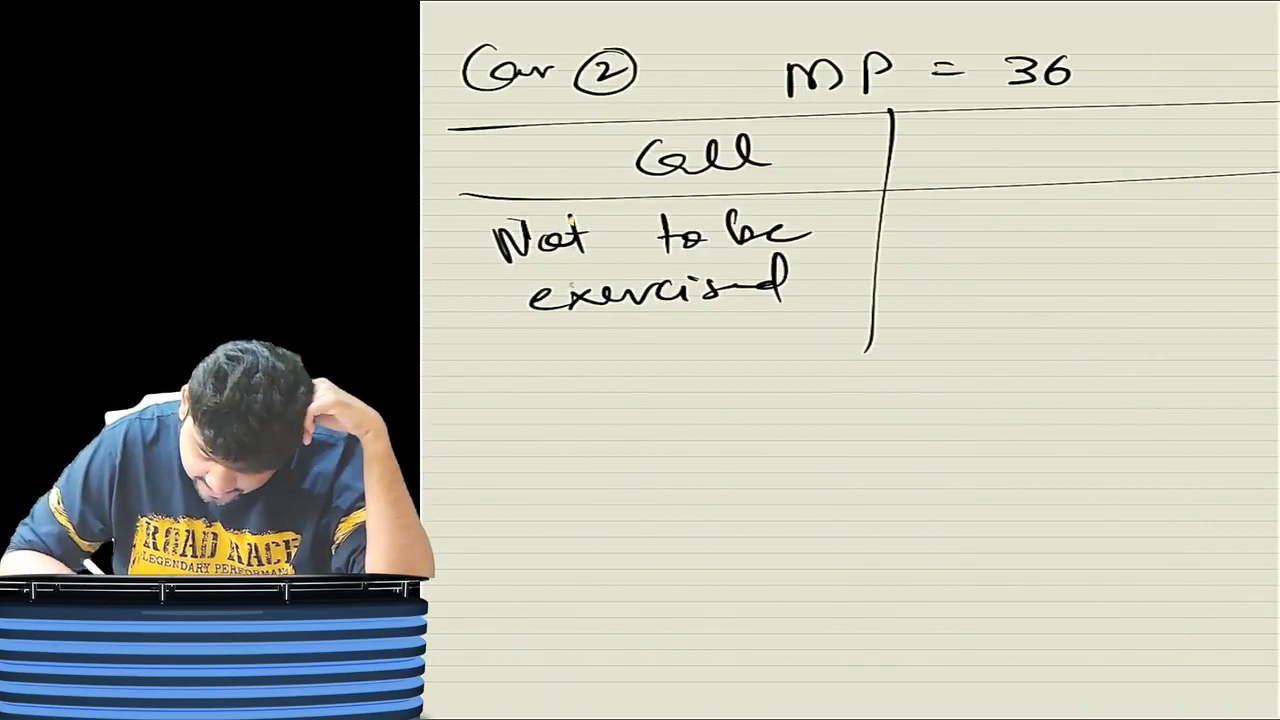 Case ② MP = 36
Call
Not to be
exercised
ROAD RACE
LEGENDARY PERFORMAN